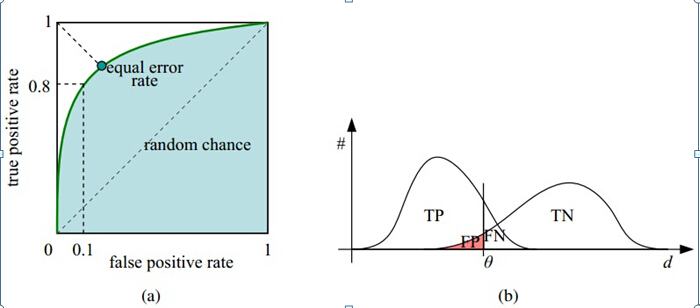 1
true positive rate
0.8
equal error
rate
random chance
0
0.1
1
false positive rate
(a)
#
TP
TN
FP
FN
θ
d
(b)